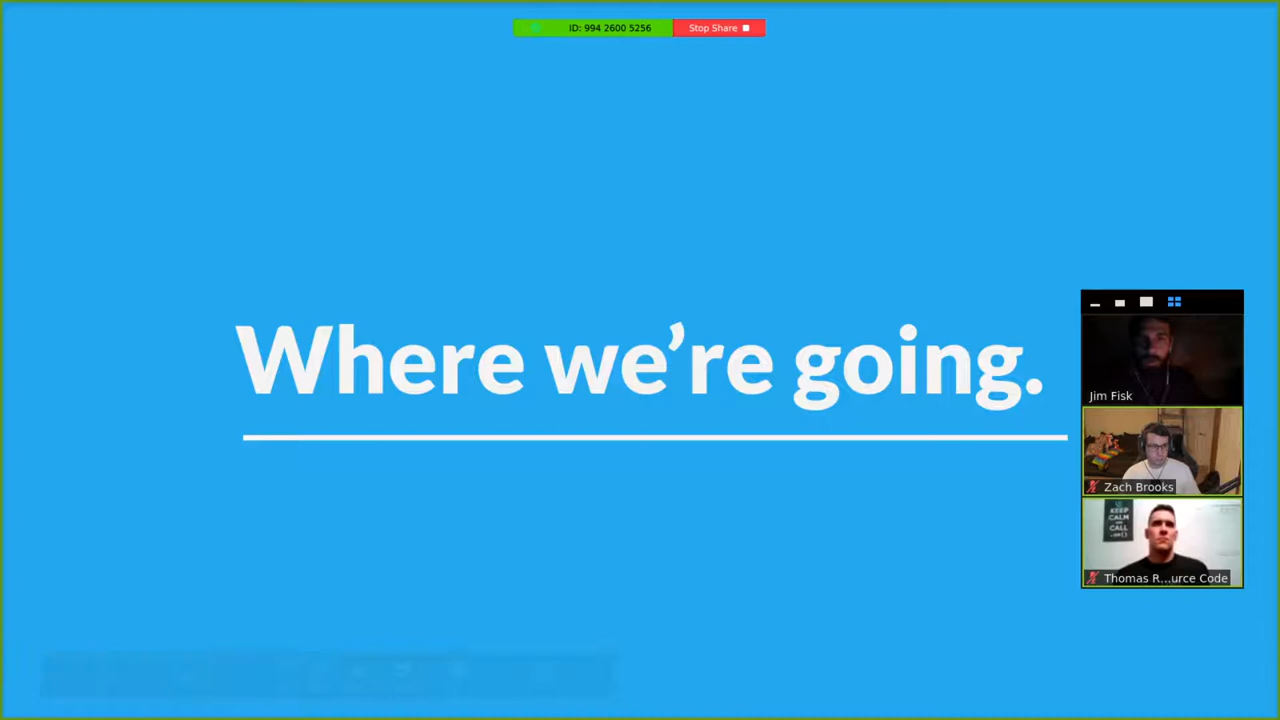 ID: 994 2600 5256
Stop Share
Where we’re going.
Jim Fisk
Zach Brooks
KEEP
CALM
CALL
Thomas R...urce Code